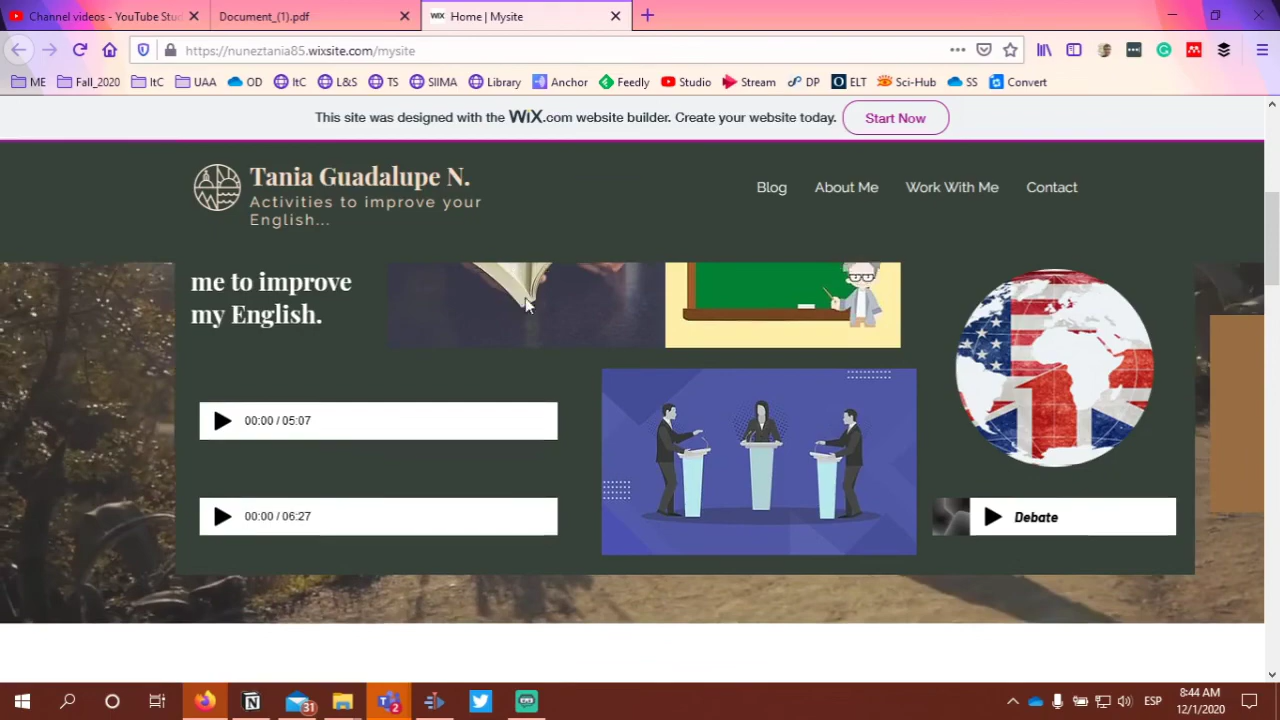 Channel videos - YouTube Stud
Document_(1).pdf
WiX Home | Mysite
https://nuneztania85.wixsite.com/mysite
ME
Fall_2020
ItC
UAA
OD
ItC
L&S
TS
SIIMA
Library
Anchor
Feedly
Studio
Stream
DP
ELT
Sci-Hub
SS
Convert
This site was designed with the WiX.com website builder. Create your website today.
Start Now
Tania Guadalupe N.
Activities to improve your
English...
Blog
About Me
Work With Me
Contact
me to improve
my English.
00:00 / 05:07
00:00 / 06:27
Debate
31
2
ESP
8:44 AM
12/1/2020